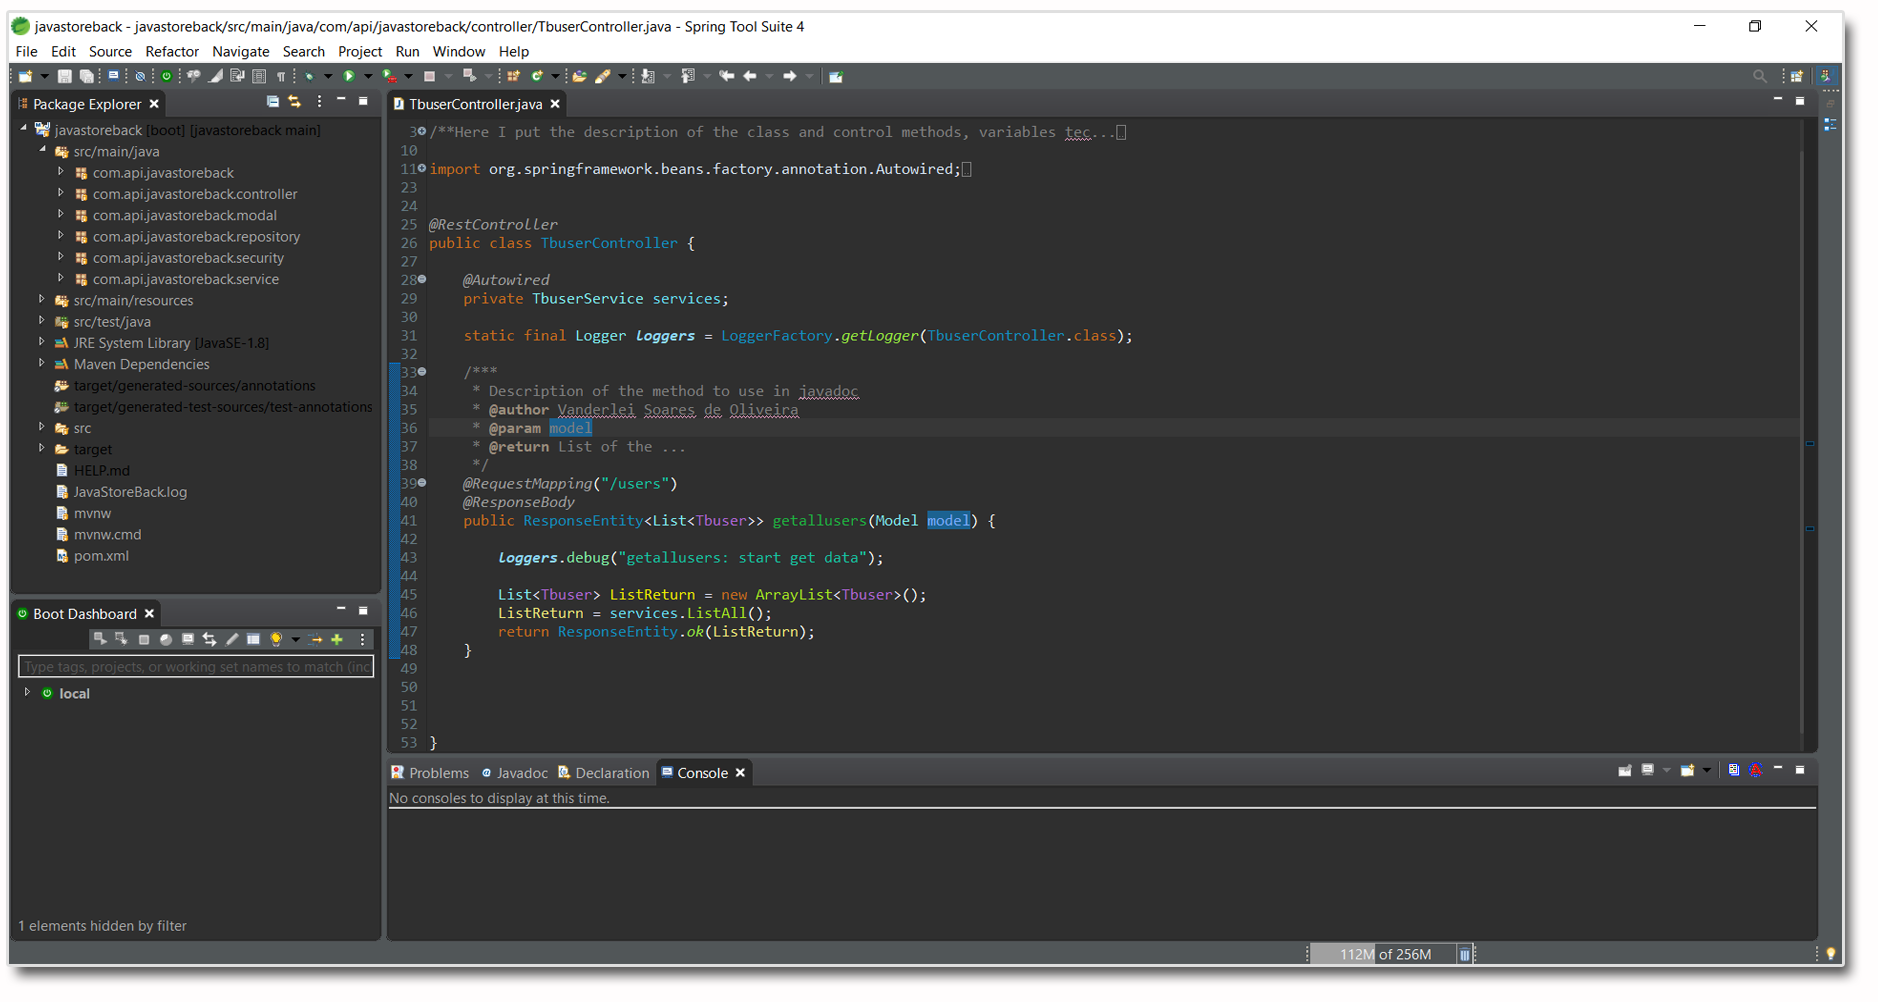 javastoreback - javastoreback/src/main/java/com/api/javastoreback/controller/TbuserController.java - Spring Tool Suite 4
File Edit Source Refactor Navigate Search Project Run Window Help
Package Explorer
javastoreback [boot] [javastoreback main]
src/main/java
com.api.javastoreback
com.api.javastoreback.controller
com.api.javastoreback.modal
com.api.javastoreback.repository
com.api.javastoreback.security
com.api.javastoreback.service
src/main/resources
src/test/java
JRE System Library [JavaSE-1.8]
Maven Dependencies
target/generated-sources/annotations
target/generated-test-sources/test-annotations
src
target
HELP.md
JavaStoreBack.log
mvnw
mvnw.cmd
pom.xml
Boot Dashboard
Type tags, projects, or working set names to match (inc
local
1 elements hidden by filter
TbuserController.java
3 /**Here I put the description of the class and control methods, variables tec...
10
11 import org.springframework.beans.factory.annotation.Autowired;
23
24
25 @RestController
26 public class TbuserController {
27
28 @Autowired
29 private TbuserService services;
30
31 static final Logger loggers = LoggerFactory.getLogger(TbuserController.class);
32
33 /***
34 * Description of the method to use in javadoc
35 * @author Vanderlei Soares de Oliveira
36 * @param model
37 * @return List of the ...
38 */
39 @RequestMapping("/users")
40 @ResponseBody
41 public ResponseEntity<List<Tbuser>> getallusers(Model model) {
42
43 loggers.debug("getallusers: start get data");
44
45 List<Tbuser> ListReturn = new ArrayList<Tbuser>();
46 ListReturn = services.ListAll();
47 return ResponseEntity.ok(ListReturn);
48 }
49
50
51
52
53 }
Problems Javadoc Declaration Console
No consoles to display at this time.
112M of 256M